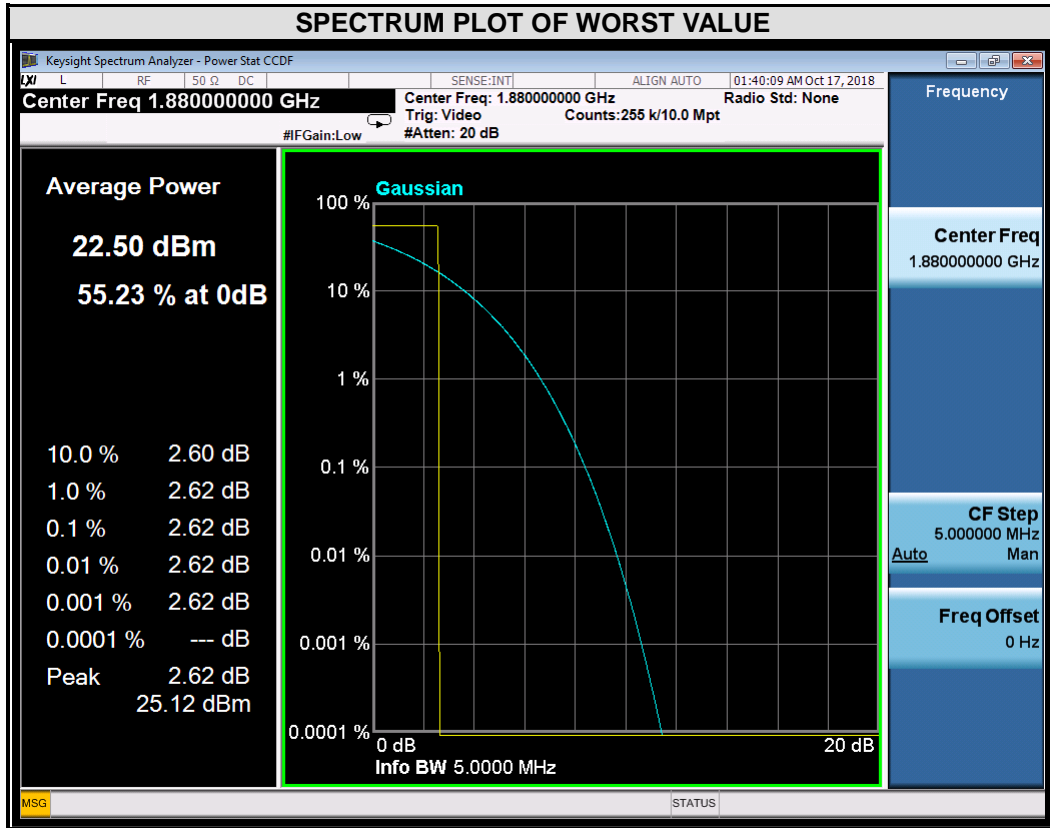 SPECTRUM PLOT OF WORST VALUE
Keysight Spectrum Analyzer - Power Stat CCDF
LXI L RF 50 Ω DC SENSE:INT ALIGN AUTO 01:40:09 AM Oct 17, 2018
Center Freq 1.880000000 GHz
#IFGain:Low
Center Freq: 1.880000000 GHz Radio Std: None
Trig: Video Counts:255 k/10.0 Mpt
#Atten: 20 dB
Average Power
22.50 dBm
55.23 % at 0dB
10.0 % 2.60 dB
1.0 % 2.62 dB
0.1 % 2.62 dB
0.01 % 2.62 dB
0.001 % 2.62 dB
0.0001 % --- dB
Peak 2.62 dB
25.12 dBm
Gaussian
100 %
10 %
1 %
0.1 %
0.01 %
0.001 %
0.0001 %
0 dB 20 dB
Info BW 5.0000 MHz
Frequency
Center Freq
1.880000000 GHz
CF Step
5.000000 MHz
Auto Man
Freq Offset
0 Hz
MSG STATUS